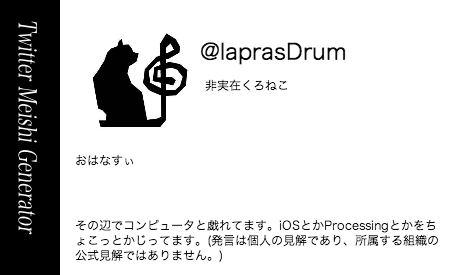 Twitter Meishi Generator
@laprasDrum
非実在くろねこ
おはなすぃ
その辺でコンピュータと戯れてます。iOSとかProcessingとかをち
ょこっとかじってます。(発言は個人の見解であり、所属する組織の
公式見解ではありません。)